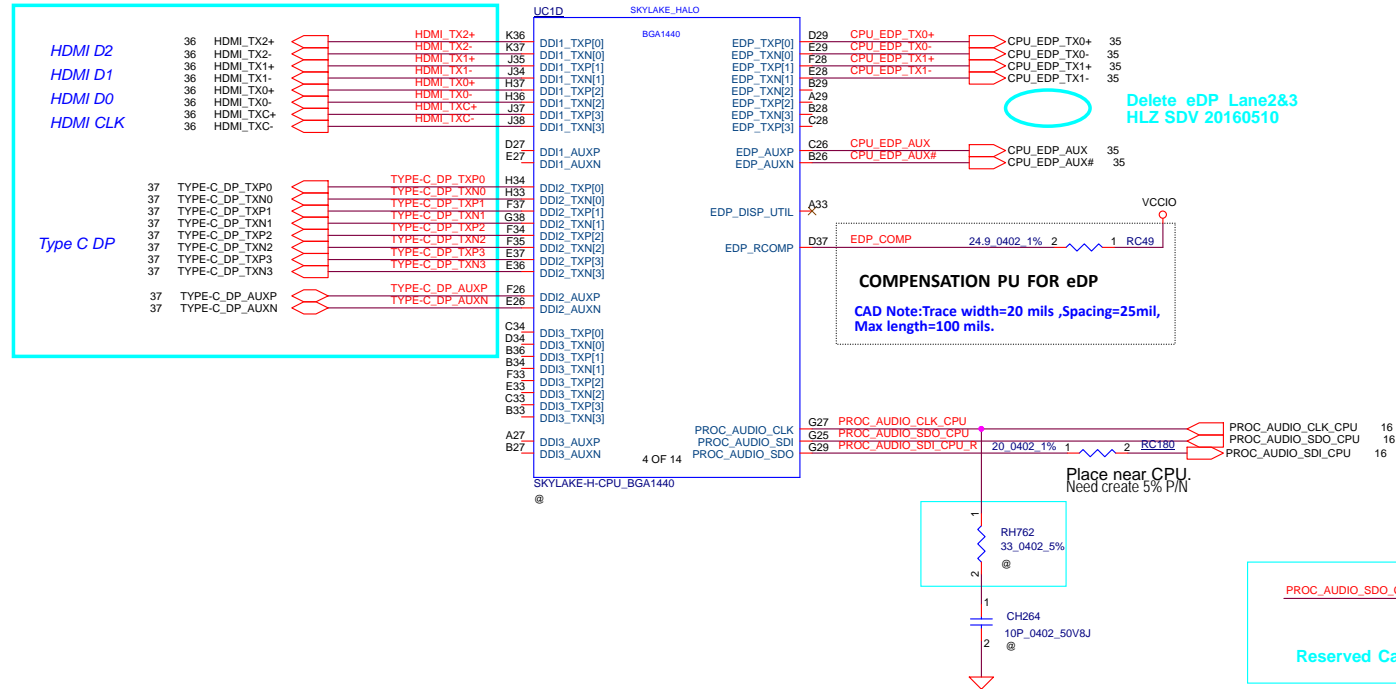 UC1D SKYLAKE_HALO
BGA1440
HDMI D2
HDMI D1
HDMI D0
HDMI CLK
36 HDMI_TX2+ HDMI_TX2+ K36 DDI1_TXP[0]
36 HDMI_TX2- HDMI_TX2- K37 DDI1_TXN[0]
36 HDMI_TX1+ HDMI_TX1+ J35 DDI1_TXP[1]
36 HDMI_TX1- HDMI_TX1- J34 DDI1_TXN[1]
36 HDMI_TX0+ HDMI_TX0+ H37 DDI1_TXP[2]
36 HDMI_TX0- HDMI_TX0- H36 DDI1_TXN[2]
36 HDMI_TXC+ HDMI_TXC+ J37 DDI1_TXP[3]
36 HDMI_TXC- HDMI_TXC- J38 DDI1_TXN[3]
D27 DDI1_AUXP
E27 DDI1_AUXN
Type C DP
37 TYPE-C_DP_TXP0 TYPE-C_DP_TXP0 H34 DDI2_TXP[0]
37 TYPE-C_DP_TXN0 TYPE-C_DP_TXN0 H33 DDI2_TXN[0]
37 TYPE-C_DP_TXP1 TYPE-C_DP_TXP1 F37 DDI2_TXP[1]
37 TYPE-C_DP_TXN1 TYPE-C_DP_TXN1 G38 DDI2_TXN[1]
37 TYPE-C_DP_TXP2 TYPE-C_DP_TXP2 F34 DDI2_TXP[2]
37 TYPE-C_DP_TXN2 TYPE-C_DP_TXN2 F35 DDI2_TXN[2]
37 TYPE-C_DP_TXP3 TYPE-C_DP_TXP3 E37 DDI2_TXP[3]
37 TYPE-C_DP_TXN3 TYPE-C_DP_TXN3 E36 DDI2_TXN[3]
37 TYPE-C_DP_AUXP TYPE-C_DP_AUXP F26 DDI2_AUXP
37 TYPE-C_DP_AUXN TYPE-C_DP_AUXN E26 DDI2_AUXN
C34 DDI3_TXP[0]
D34 DDI3_TXN[0]
B36 DDI3_TXP[1]
B34 DDI3_TXN[1]
F33 DDI3_TXP[2]
E33 DDI3_TXN[2]
C33 DDI3_TXP[3]
B33 DDI3_TXN[3]
A27 DDI3_AUXP
B27 DDI3_AUXN
4 OF 14
SKYLAKE-H-CPU_BGA1440
@
EDP_TXP[0] D29 CPU_EDP_TX0+ CPU_EDP_TX0+ 35
EDP_TXN[0] E29 CPU_EDP_TX0- CPU_EDP_TX0- 35
EDP_TXP[1] F28 CPU_EDP_TX1+ CPU_EDP_TX1+ 35
EDP_TXN[1] E28 CPU_EDP_TX1- CPU_EDP_TX1- 35
EDP_TXN[2] B29
EDP_TXP[2] A29
EDP_TXN[3] B28
EDP_TXP[3] C28
Delete eDP Lane2&3
HLZ SDV 20160510
EDP_AUXP C26 CPU_EDP_AUX CPU_EDP_AUX 35
EDP_AUXN B26 CPU_EDP_AUX# CPU_EDP_AUX# 35
EDP_DISP_UTIL A33
VCCIO
EDP_RCOMP D37 EDP_COMP 24.9_0402_1% 2 1 RC49
COMPENSATION PU FOR eDP
CAD Note:Trace width=20 mils ,Spacing=25mil,
Max length=100 mils.
PROC_AUDIO_CLK G27 PROC_AUDIO_CLK_CPU PROC_AUDIO_CLK_CPU 16
PROC_AUDIO_SDI G25 PROC_AUDIO_SDO_CPU PROC_AUDIO_SDO_CPU 16
PROC_AUDIO_SDO G29 PROC_AUDIO_SDI_CPU_R 20_0402_1% 1 2 RC180 PROC_AUDIO_SDI_CPU 16
Place near CPU.
Need create 5% P/N
1
RH762
33_0402_5%
@
2
1
CH264
10P_0402_50V8J
2 @
PROC_AUDIO_SDO_
Reserved Ca